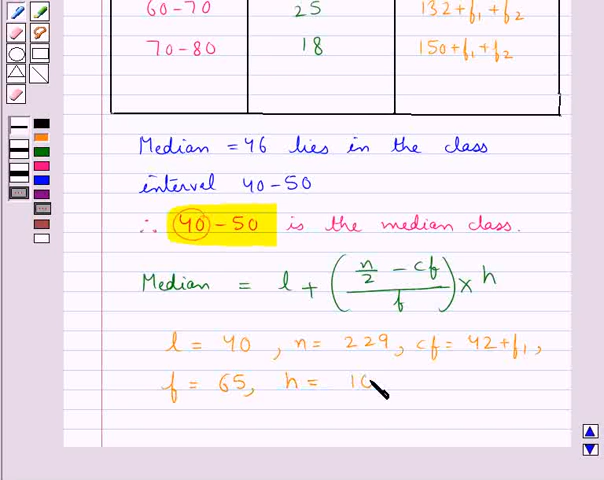 60-70 25 132+f₁+f₂
70-80 18 150+f₁+f₂
Median = 46 lies in the class
interval 40-50
∴ 40-50 is the median class.
Median = l + ((n/2 - cf)/f) × h
l = 40, n = 229, cf = 42+f₁,
f = 65, h = 10